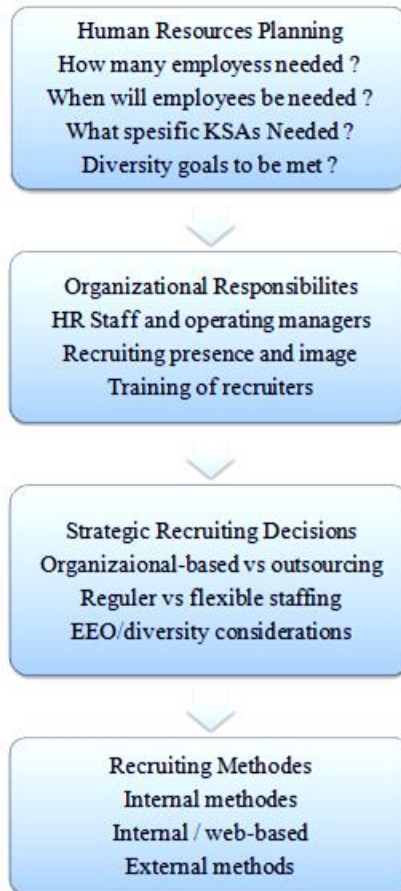 Human Resources Planning
How many employess needed ?
When will employees be needed ?
What spesific KSAs Needed ?
Diversity goals to be met ?
Organizational Responsibilites
HR Staff and operating managers
Recruiting presence and image
Training of recruiters
Strategic Recruiting Decisions
Organizaional-based vs outsourcing
Reguler vs flexible staffing
EEO/diversity considerations
Recruiting Methodes
Internal methodes
Internal / web-based
External methods